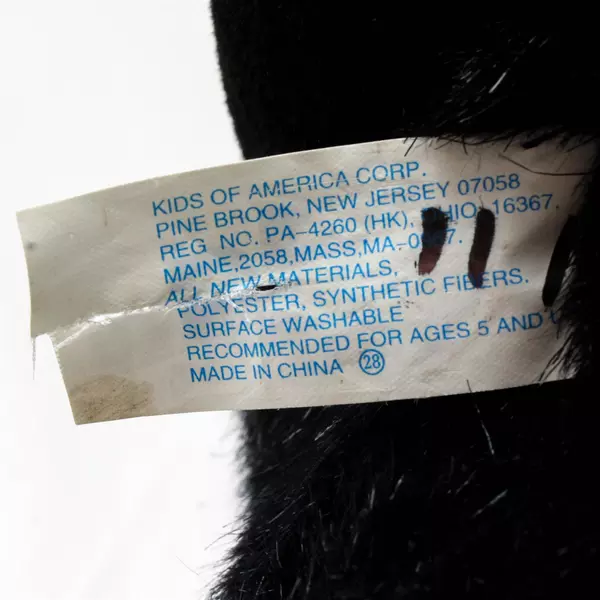 KIDS OF AMERICA CORP.
PINE BROOK, NEW JERSEY 07058
REG. NO. PA-4260 (HK), OHIO, 16367.
MAINE,2058,MASS,MA-
ALL NEW MATERIALS,
POLYESTER, SYNTHETIC FIBERS.
SURFACE WASHABLE
RECOMMENDED FOR AGES 5 AND
MADE IN CHINA 28